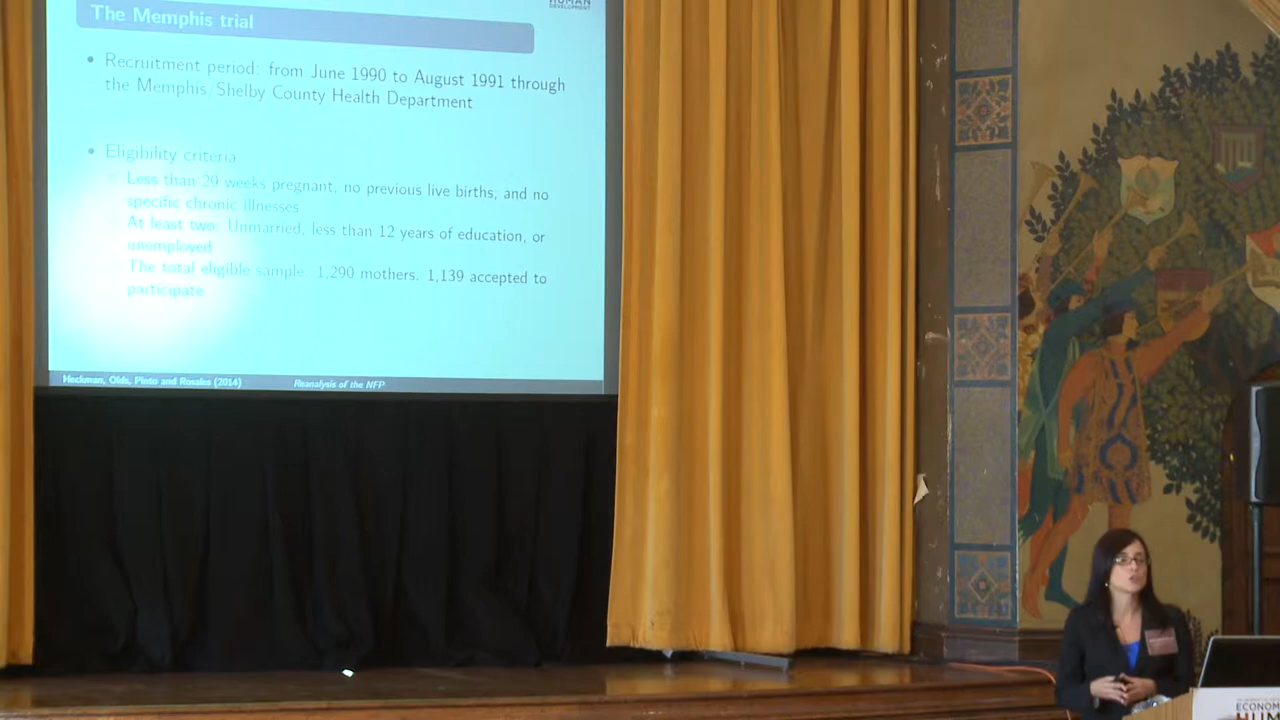 HUMAN
DEVELOPMENT
The Memphis trial
Recruitment period: from June 1990 to August 1991 through
the Memphis/Shelby County Health Department
Eligibility criteria:
Less than 29 weeks pregnant, no previous live births, and no
specific chronic illnesses
At least two: Unmarried, less than 12 years of education, or
unemployed
The total eligible sample: 1,290 mothers. 1,139 accepted to
participate
Heckman, Olds, Pinto and Rosales (2014) Reanalysis of the NFP
ECONOM